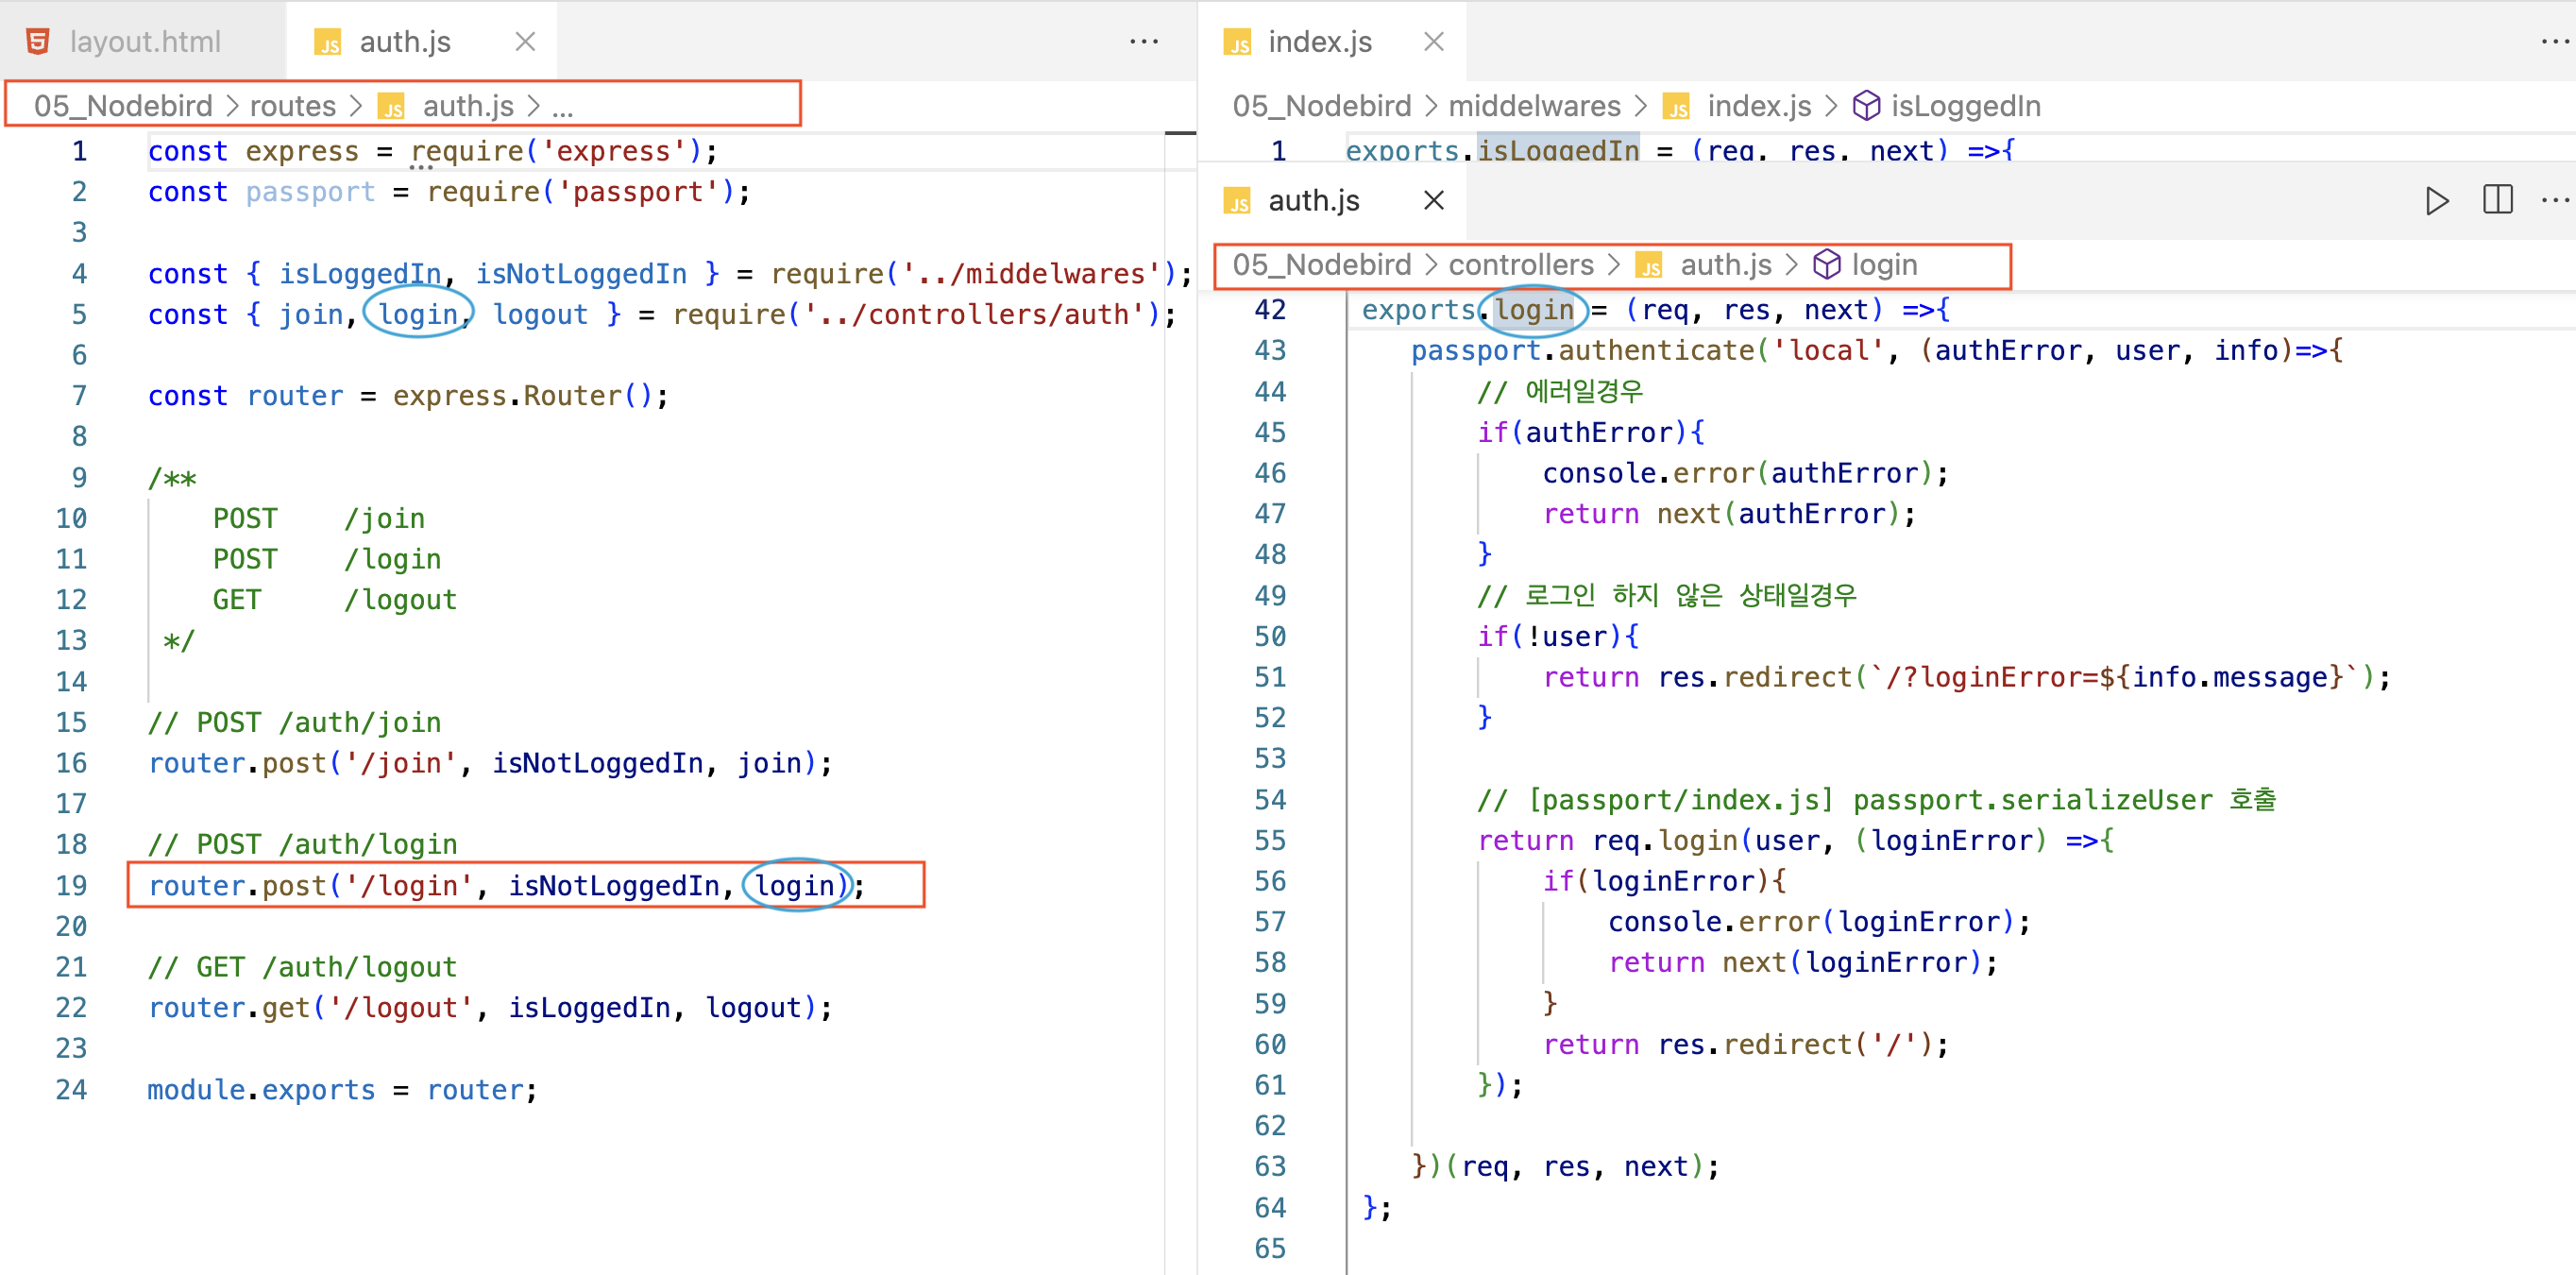 layout.html
JS auth.js
05_Nodebird > routes > JS auth.js > ...
1 const express = require('express');
2 const passport = require('passport');
3
4 const { isLoggedIn, isNotLoggedIn } = require('../middelwares');
5 const { join, login, logout } = require('../controllers/auth');
6
7 const router = express.Router();
8
9 /**
10 POST /join
11 POST /login
12 GET /logout
13 */
14
15 // POST /auth/join
16 router.post('/join', isNotLoggedIn, join);
17
18 // POST /auth/login
19 router.post('/login', isNotLoggedIn, login);
20
21 // GET /auth/logout
22 router.get('/logout', isLoggedIn, logout);
23
24 module.exports = router;
JS index.js
05_Nodebird > middelwares > JS index.js > isLoggedIn
1 exports.isLoggedIn = (req, res, next) =>{
JS auth.js
05_Nodebird > controllers > JS auth.js > login
42 exports.login = (req, res, next) =>{
43 passport.authenticate('local', (authError, user, info)=>{
44 // 에러일경우
45 if(authError){
46 console.error(authError);
47 return next(authError);
48 }
49 // 로그인 하지 않은 상태일경우
50 if(!user){
51 return res.redirect(`/?loginError=${info.message}`);
52 }
53
54 // [passport/index.js] passport.serializeUser 호출
55 return req.login(user, (loginError) =>{
56 if(loginError){
57 console.error(loginError);
58 return next(loginError);
59 }
60 return res.redirect('/');
61 });
62
63 })(req, res, next);
64 };
65